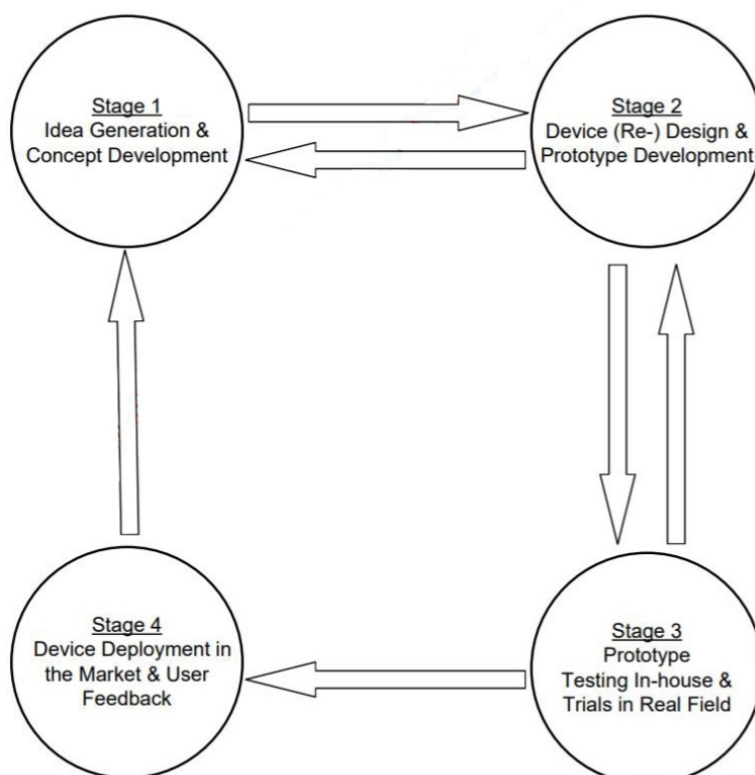 Stage 1
Idea Generation &
Concept Development
Stage 2
Device (Re-) Design &
Prototype Development
Stage 4
Device Deployment in
the Market & User
Feedback
Stage 3
Prototype
Testing In-house &
Trials in Real Field